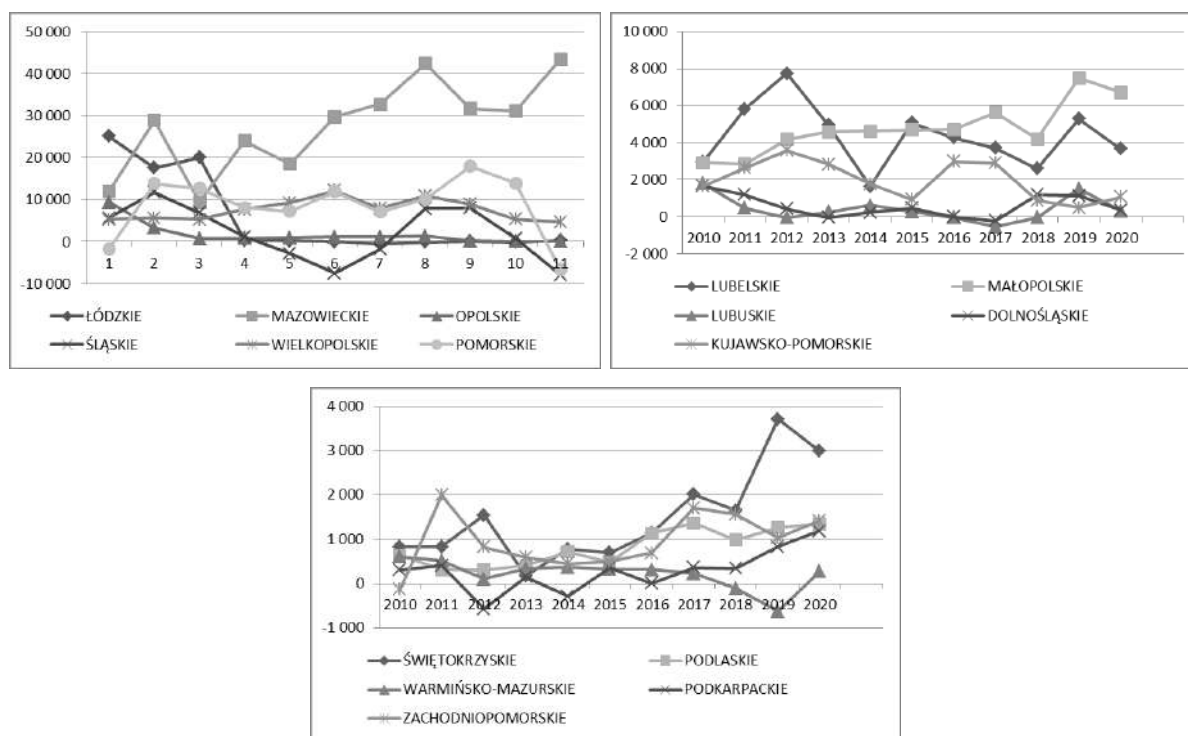 50 000
40 000
30 000
20 000
10 000
0
-10 000
1 2 3 4 5 6 7 8 9 10 11
ŁÓDZKIE MAZOWIECKIE OPOLSKIE
ŚLĄSKIE WIELKOPOLSKIE POMORSKIE
10 000
8 000
6 000
4 000
2 000
0
-2 000
2010 2011 2012 2013 2014 2015 2016 2017 2018 2019 2020
LUBELSKIE MAŁOPOLSKIE
LUBUSKIE DOLNOŚLĄSKIE
KUJAWSKO-POMORSKIE
4 000
3 000
2 000
1 000
0
-1 000
2010 2011 2012 2013 2014 2015 2016 2017 2018 2019 2020
ŚWIĘTOKRZYSKIE PODLASKIE
WARMIŃSKO-MAZURSKIE PODKARPACKIE
ZACHODNIOPOMORSKIE